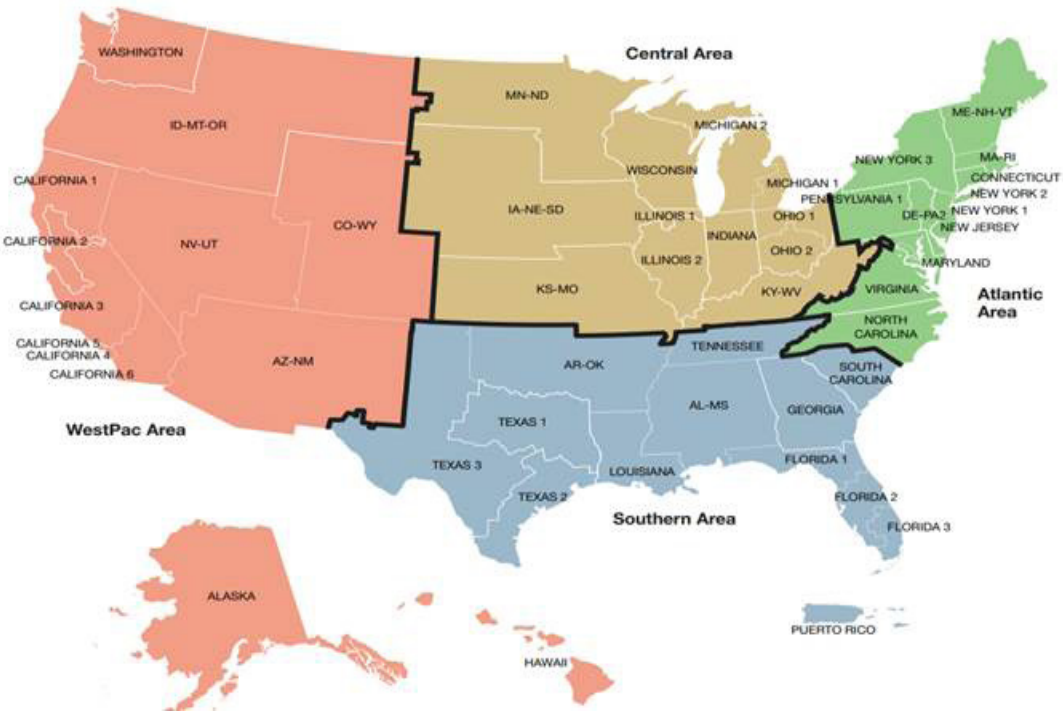 Central Area
WASHINGTON
MN-ND
ME-NH-VT
ID-MT-OR
MICHIGAN 2
NEW YORK 3
MA-RI
WISCONSIN
CONNECTICUT
CALIFORNIA 1
MICHIGAN 1
NEW YORK 2
PENNSYLVANIA 1
IA-NE-SD
ILLINOIS 1
OHIO 1
DE-PA2
NEW YORK 1
CO-WY
NEW JERSEY
CALIFORNIA 2
NV-UT
INDIANA
OHIO 2
ILLINOIS 2
MARYLAND
KS-MO
KY-WV
VIRGINIA
Atlantic
Area
CALIFORNIA 3
NORTH
CAROLINA
CALIFORNIA 5
CALIFORNIA 4
TENNESSEE
AZ-NM
AR-OK
SOUTH
CAROLINA
CALIFORNIA 6
AL-MS
GEORGIA
TEXAS 1
WestPac Area
FLORIDA 1
TEXAS 3
LOUISIANA
TEXAS 2
FLORIDA 2
Southern Area
FLORIDA 3
ALASKA
PUERTO RICO
HAWAII